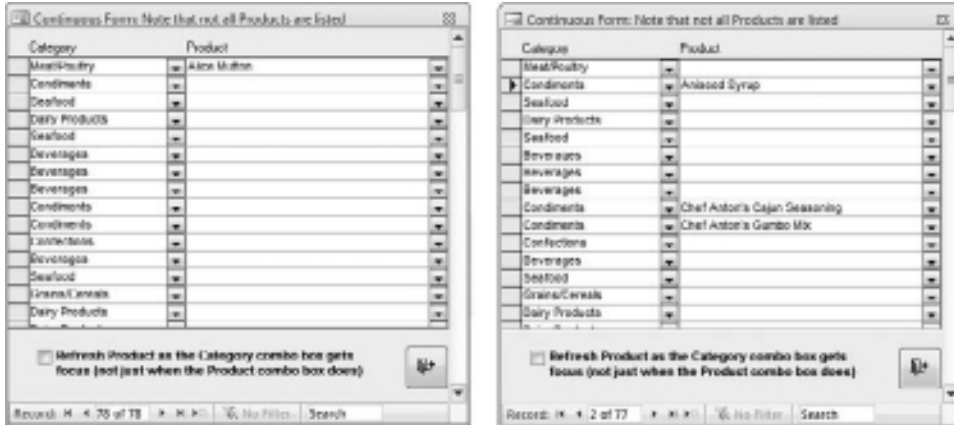 Continuous Form: Note that not all Products are listed
Category Product
Meat/Poultry Alice Mutton
Condiments
Seafood
Dairy Products
Seafood
Beverages
Beverages
Beverages
Condiments
Condiments
Confections
Beverages
Seafood
Grains/Cereals
Dairy Products
Refresh Product as the Category combo box gets
focus (not just when the Product combo box does)
Record: 78 of 78 No Filter Search
Continuous Form: Note that not all Products are listed
Category Product
Meat/Poultry
Condiments Aniseed Syrup
Seafood
Dairy Products
Seafood
Beverages
Beverages
Beverages
Condiments Chef Anton's Cajun Seasoning
Condiments Chef Anton's Gumbo Mix
Confections
Beverages
Seafood
Grains/Cereals
Dairy Products
Refresh Product as the Category combo box gets
focus (not just when the Product combo box does)
Record: 2 of 77 No Filter Search